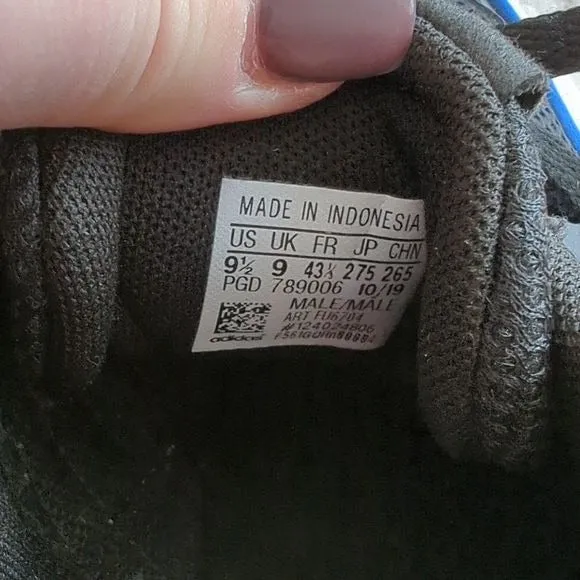 MADE IN INDONESIA
US UK FR JP CHN
9½ 9 43⅓ 275 265
PGD 789006 10/19
MALE/MALE
ART FU6704
#124024806
adidas